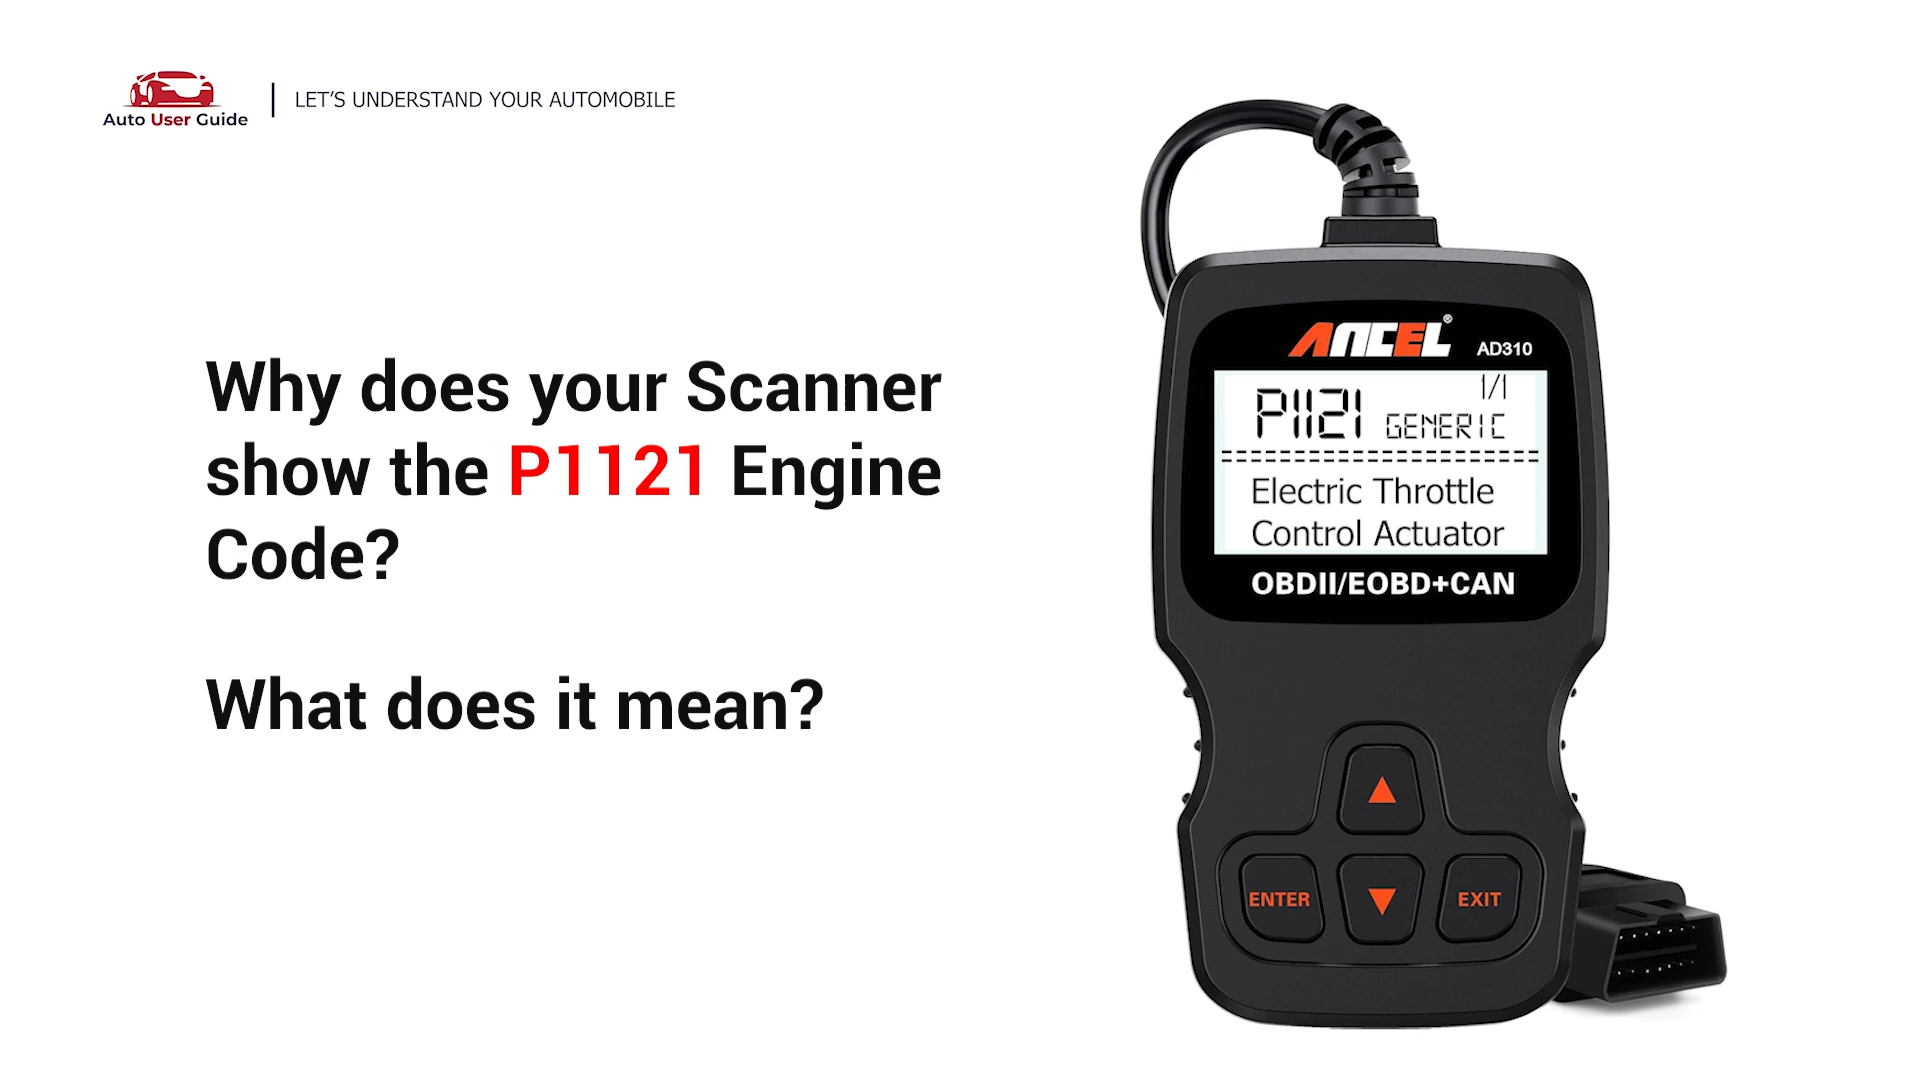 Auto User Guide
LET'S UNDERSTAND YOUR AUTOMOBILE
Why does your Scanner
show the P1121 Engine
Code?
What does it mean?
ANCEL®
AD310
1/1
P1121 GENERIC
Electric Throttle
Control Actuator
OBDII/EOBD+CAN
ENTER
EXIT